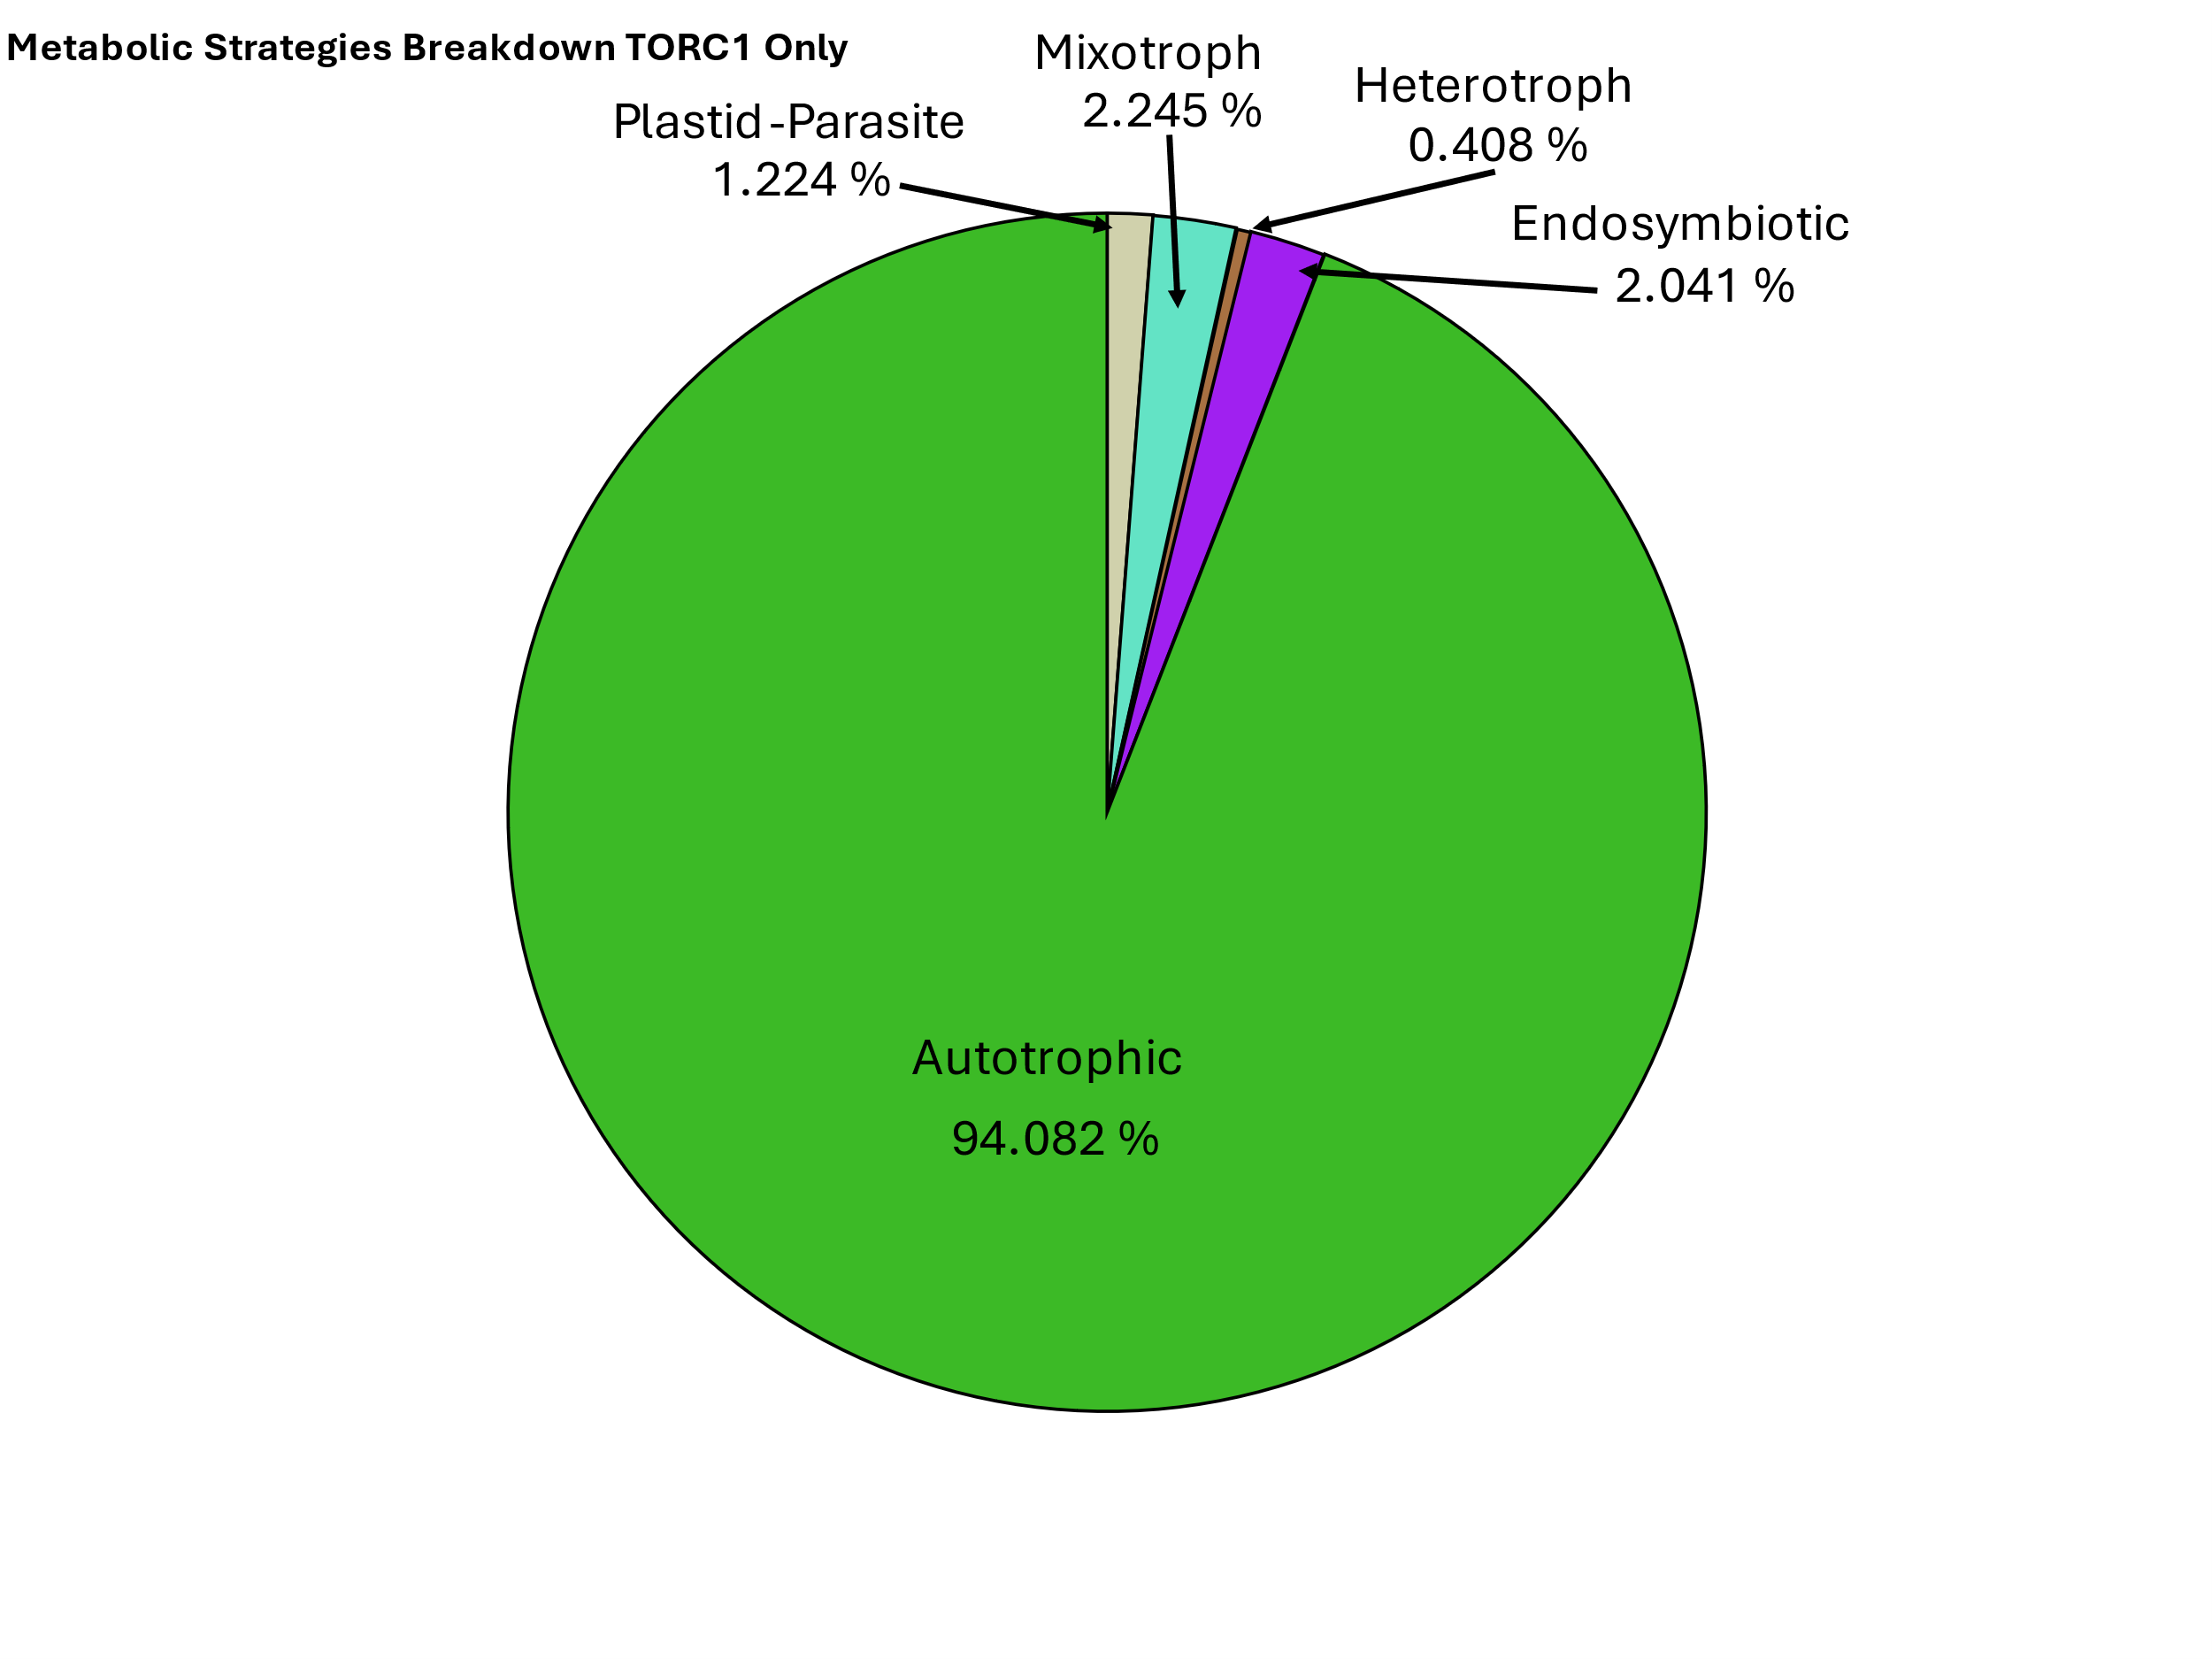 Metabolic Strategies Breakdown TORC1 Only
Plastid-Parasite
1.224 %
Mixotroph
2.245 %
Heterotroph
0.408 %
Endosymbiotic
2.041 %
Autotrophic
94.082 %